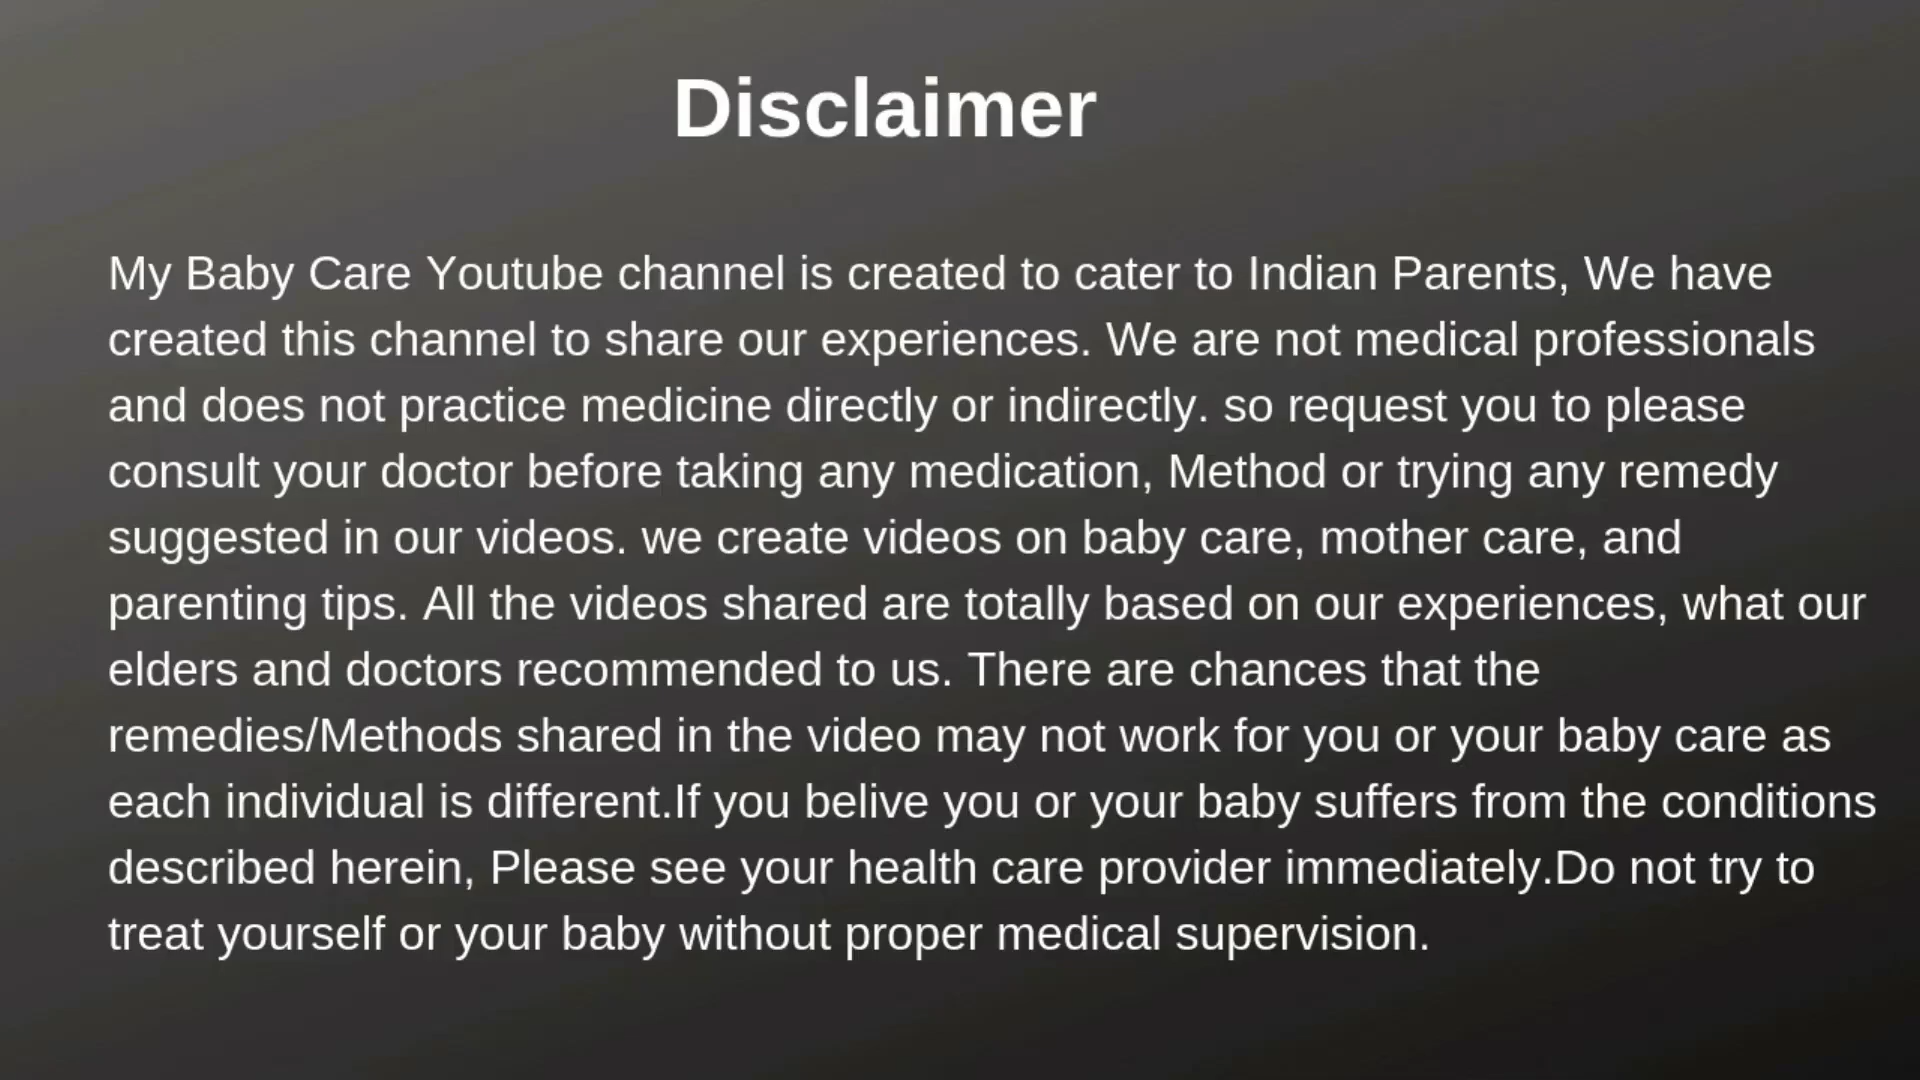 Disclaimer
My Baby Care Youtube channel is created to cater to Indian Parents, We have
created this channel to share our experiences. We are not medical professionals
and does not practice medicine directly or indirectly. so request you to please
consult your doctor before taking any medication, Method or trying any remedy
suggested in our videos. we create videos on baby care, mother care, and
parenting tips. All the videos shared are totally based on our experiences, what our
elders and doctors recommended to us. There are chances that the
remedies/Methods shared in the video may not work for you or your baby care as
each individual is different.If you belive you or your baby suffers from the conditions
described herein, Please see your health care provider immediately.Do not try to
treat yourself or your baby without proper medical supervision.